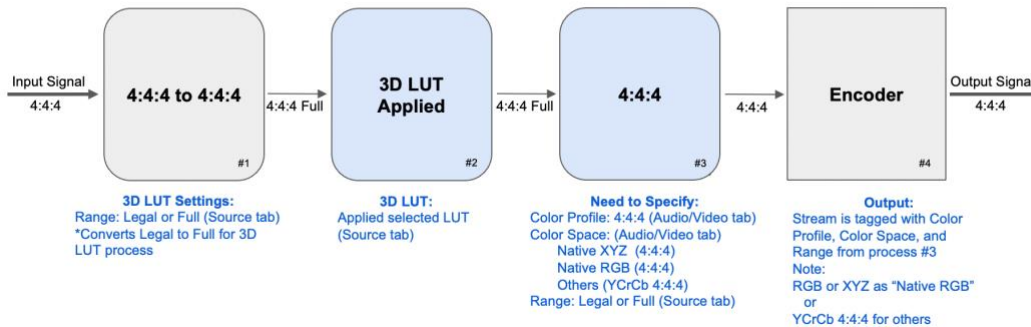 Input Signal
4:4:4
4:4:4 to 4:4:4
#1
4:4:4 Full
3D LUT
Applied
#2
4:4:4 Full
4:4:4
#3
4:4:4
Encoder
#4
Output Signal
4:4:4
3D LUT Settings:
Range: Legal or Full (Source tab)
*Converts Legal to Full for 3D
LUT process
3D LUT:
Applied selected LUT
(Source tab)
Need to Specify:
Color Profile: 4:4:4 (Audio/Video tab)
Color Space: (Audio/Video tab)
Native XYZ (4:4:4)
Native RGB (4:4:4)
Others (YCrCb 4:4:4)
Range: Legal or Full (Source tab)
Output:
Stream is tagged with Color
Profile, Color Space, and
Range from process #3
Note:
RGB or XYZ as “Native RGB”
or
YCrCb 4:4:4 for others